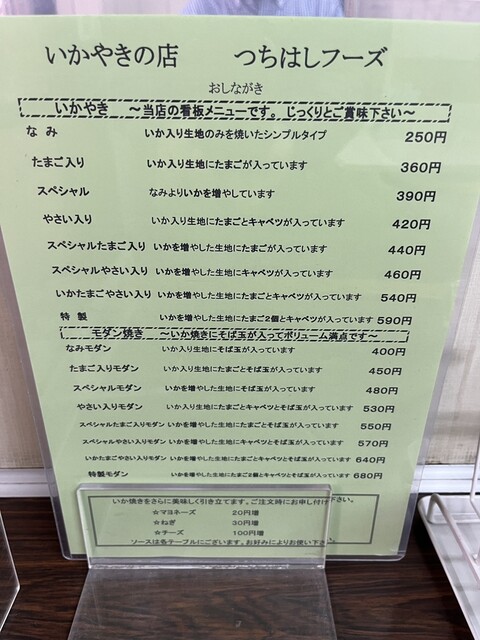 いかやきの店　つちはしフーズ
おしながき
いかやき　～当店の看板メニューです。じっくりとご賞味下さい～
なみ　いか入り生地のみを焼いたシンプルタイプ　250円
たまご入り　いか入り生地にたまごが入っています　360円
スペシャル　なみよりいかを増やしています　390円
やさい入り　いか入り生地にたまごとキャベツが入っています　420円
スペシャルたまご入り　いかを増やした生地にたまごが入っています　440円
スペシャルやさい入り　いかを増やした生地にキャベツが入っています　460円
いかたまごやさい入り　いかを増やした生地にたまごとキャベツが入っています　540円
特製　いかを増やした生地にたまご2個とキャベツが入っています　590円
モダン焼き　～いか焼きにそば玉が入ってボリューム満点です～
なみモダン　いか入り生地にそば玉が入っています　400円
たまご入りモダン　いか入り生地にたまごとそば玉が入っています　450円
スペシャルモダン　いかを増やした生地にそば玉が入っています　480円
やさい入りモダン　いか入り生地にたまごとキャベツとそば玉が入っています　530円
スペシャルたまご入りモダン　いかを増やした生地にたまごとそば玉が入っています　550円
スペシャルやさい入りモダン　いかを増やした生地にキャベツとそば玉が入っています　570円
いかたまごやさい入りモダン　いかを増やした生地にたまごとキャベツとそば玉が入っています　640円
特製モダン　いかを増やした生地にたまご2個とキャベツとそば玉が入っています　680円
いか焼きをさらに美味しく引き立てます。ご注文時にお申し付け下さい。
☆マヨネーズ　20円増
☆ねぎ　30円増
☆チーズ　100円増
ソースは各テーブルにございます。お好みによりお使い下さい。